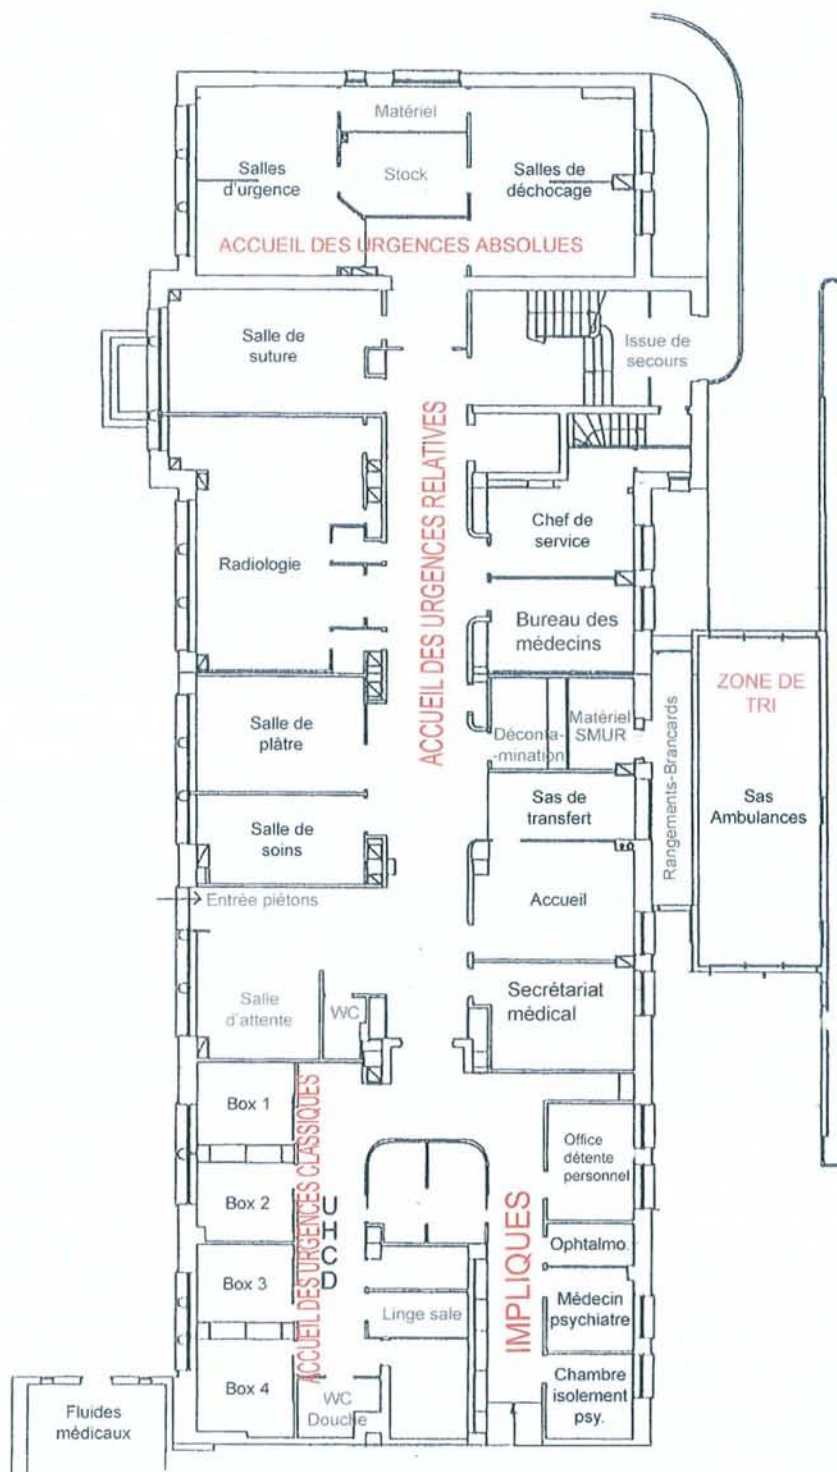 Matériel
Salles
d'urgence
Stock
Salles de
déchocage
ACCUEIL DES URGENCES ABSOLUES
Salle de
suture
Issue de
secours
ACCUEIL DES URGENCES RELATIVES
Chef de
service
Radiologie
Bureau des
médecins
ZONE DE
TRI
Salle de
plâtre
Déconta-
-mination
Matériel
SMUR
Rangements-Brancards
Sas de
transfert
Sas
Ambulances
Salle de
soins
Entrée piétons
Accueil
Salle
d'attente
WC
Secrétariat
médical
Box 1
ACCUEIL DES URGENCES CLASSIQUES
Office
détente
personnel
Box 2
U
H
C
D
IMPLIQUES
Ophtalmo.
Box 3
Linge sale
Médecin
psychiatre
Box 4
WC
Douche
Chambre
isolement
psy.
Fluides
médicaux